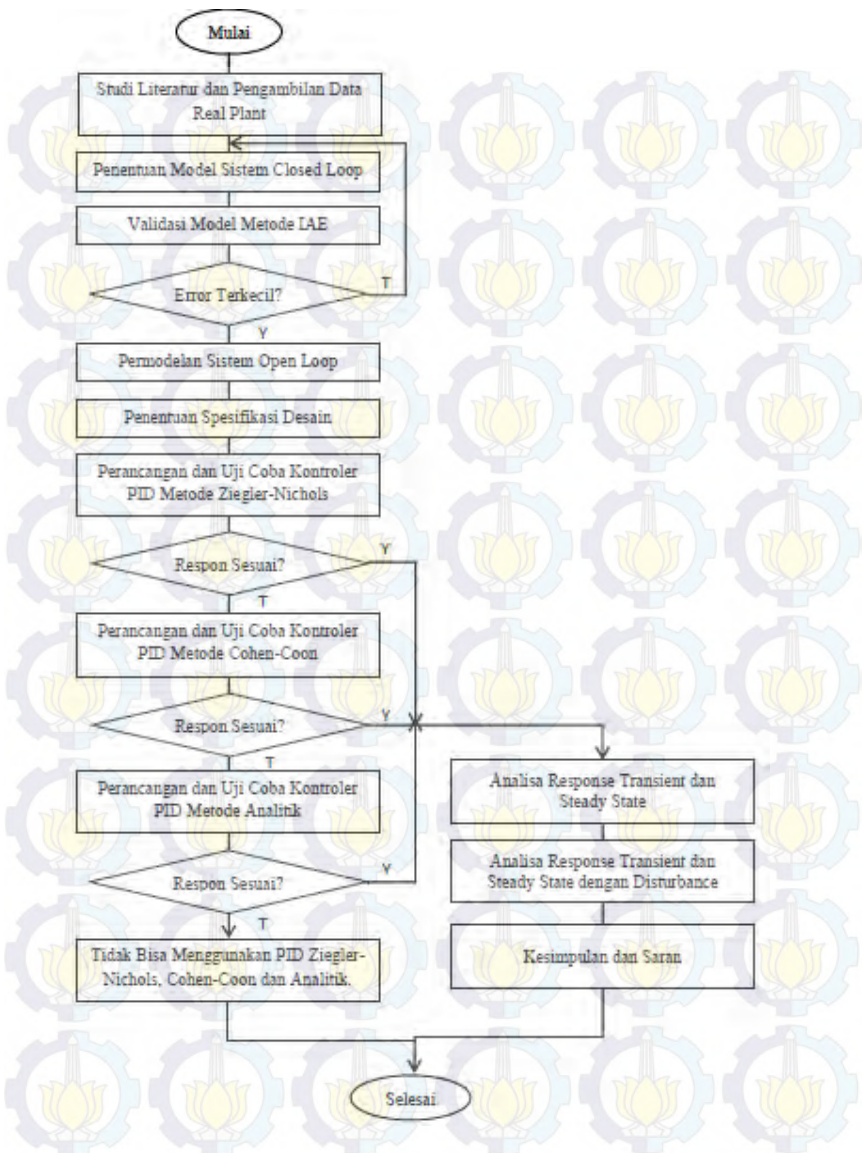 Mulai
Studi Literatur dan Pengambilan Data
Real Plant
Penentuan Model Sistem Closed Loop
Validasi Model Metode IAE
Error Terkecil?
T
Y
Permodelan Sistem Open Loop
Penentuan Spesifikasi Desain
Perancangan dan Uji Coba Kontroler
PID Metode Ziegler-Nichols
Respon Sesuai?
Y
T
Perancangan dan Uji Coba Kontroler
PID Metode Cohen-Coon
Respon Sesuai?
Y
T
Perancangan dan Uji Coba Kontroler
PID Metode Analitik
Respon Sesuai?
Y
T
Tidak Bisa Menggunakan PID Ziegler-
Nichols, Cohen-Coon dan Analitik.
Analisa Response Transient dan
Steady State
Analisa Response Transient dan
Steady State dengan Disturbance
Kesimpulan dan Saran
Selesai